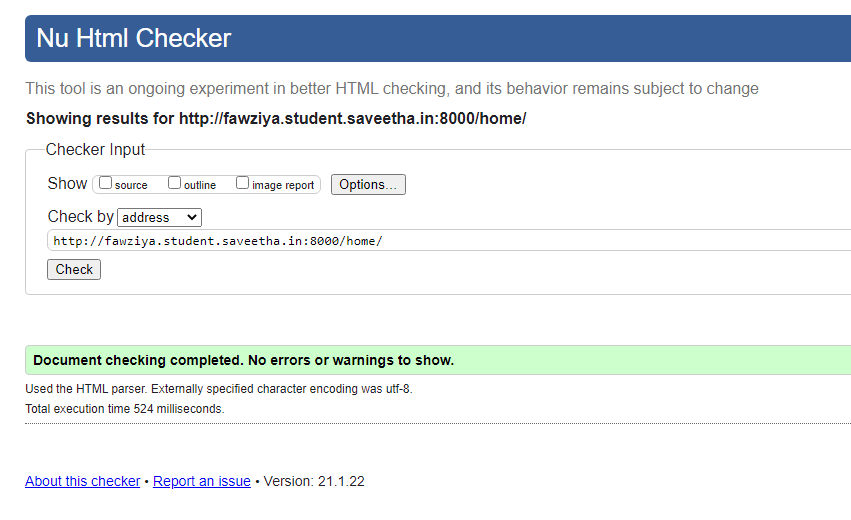 Nu Html Checker
This tool is an ongoing experiment in better HTML checking, and its behavior remains subject to change
Showing results for http://fawziya.student.saveetha.in:8000/home/
Checker Input
Show source outline image report Options...
Check by address
http://fawziya.student.saveetha.in:8000/home/
Check
Document checking completed. No errors or warnings to show.
Used the HTML parser. Externally specified character encoding was utf-8.
Total execution time 524 milliseconds.
About this checker • Report an issue • Version: 21.1.22